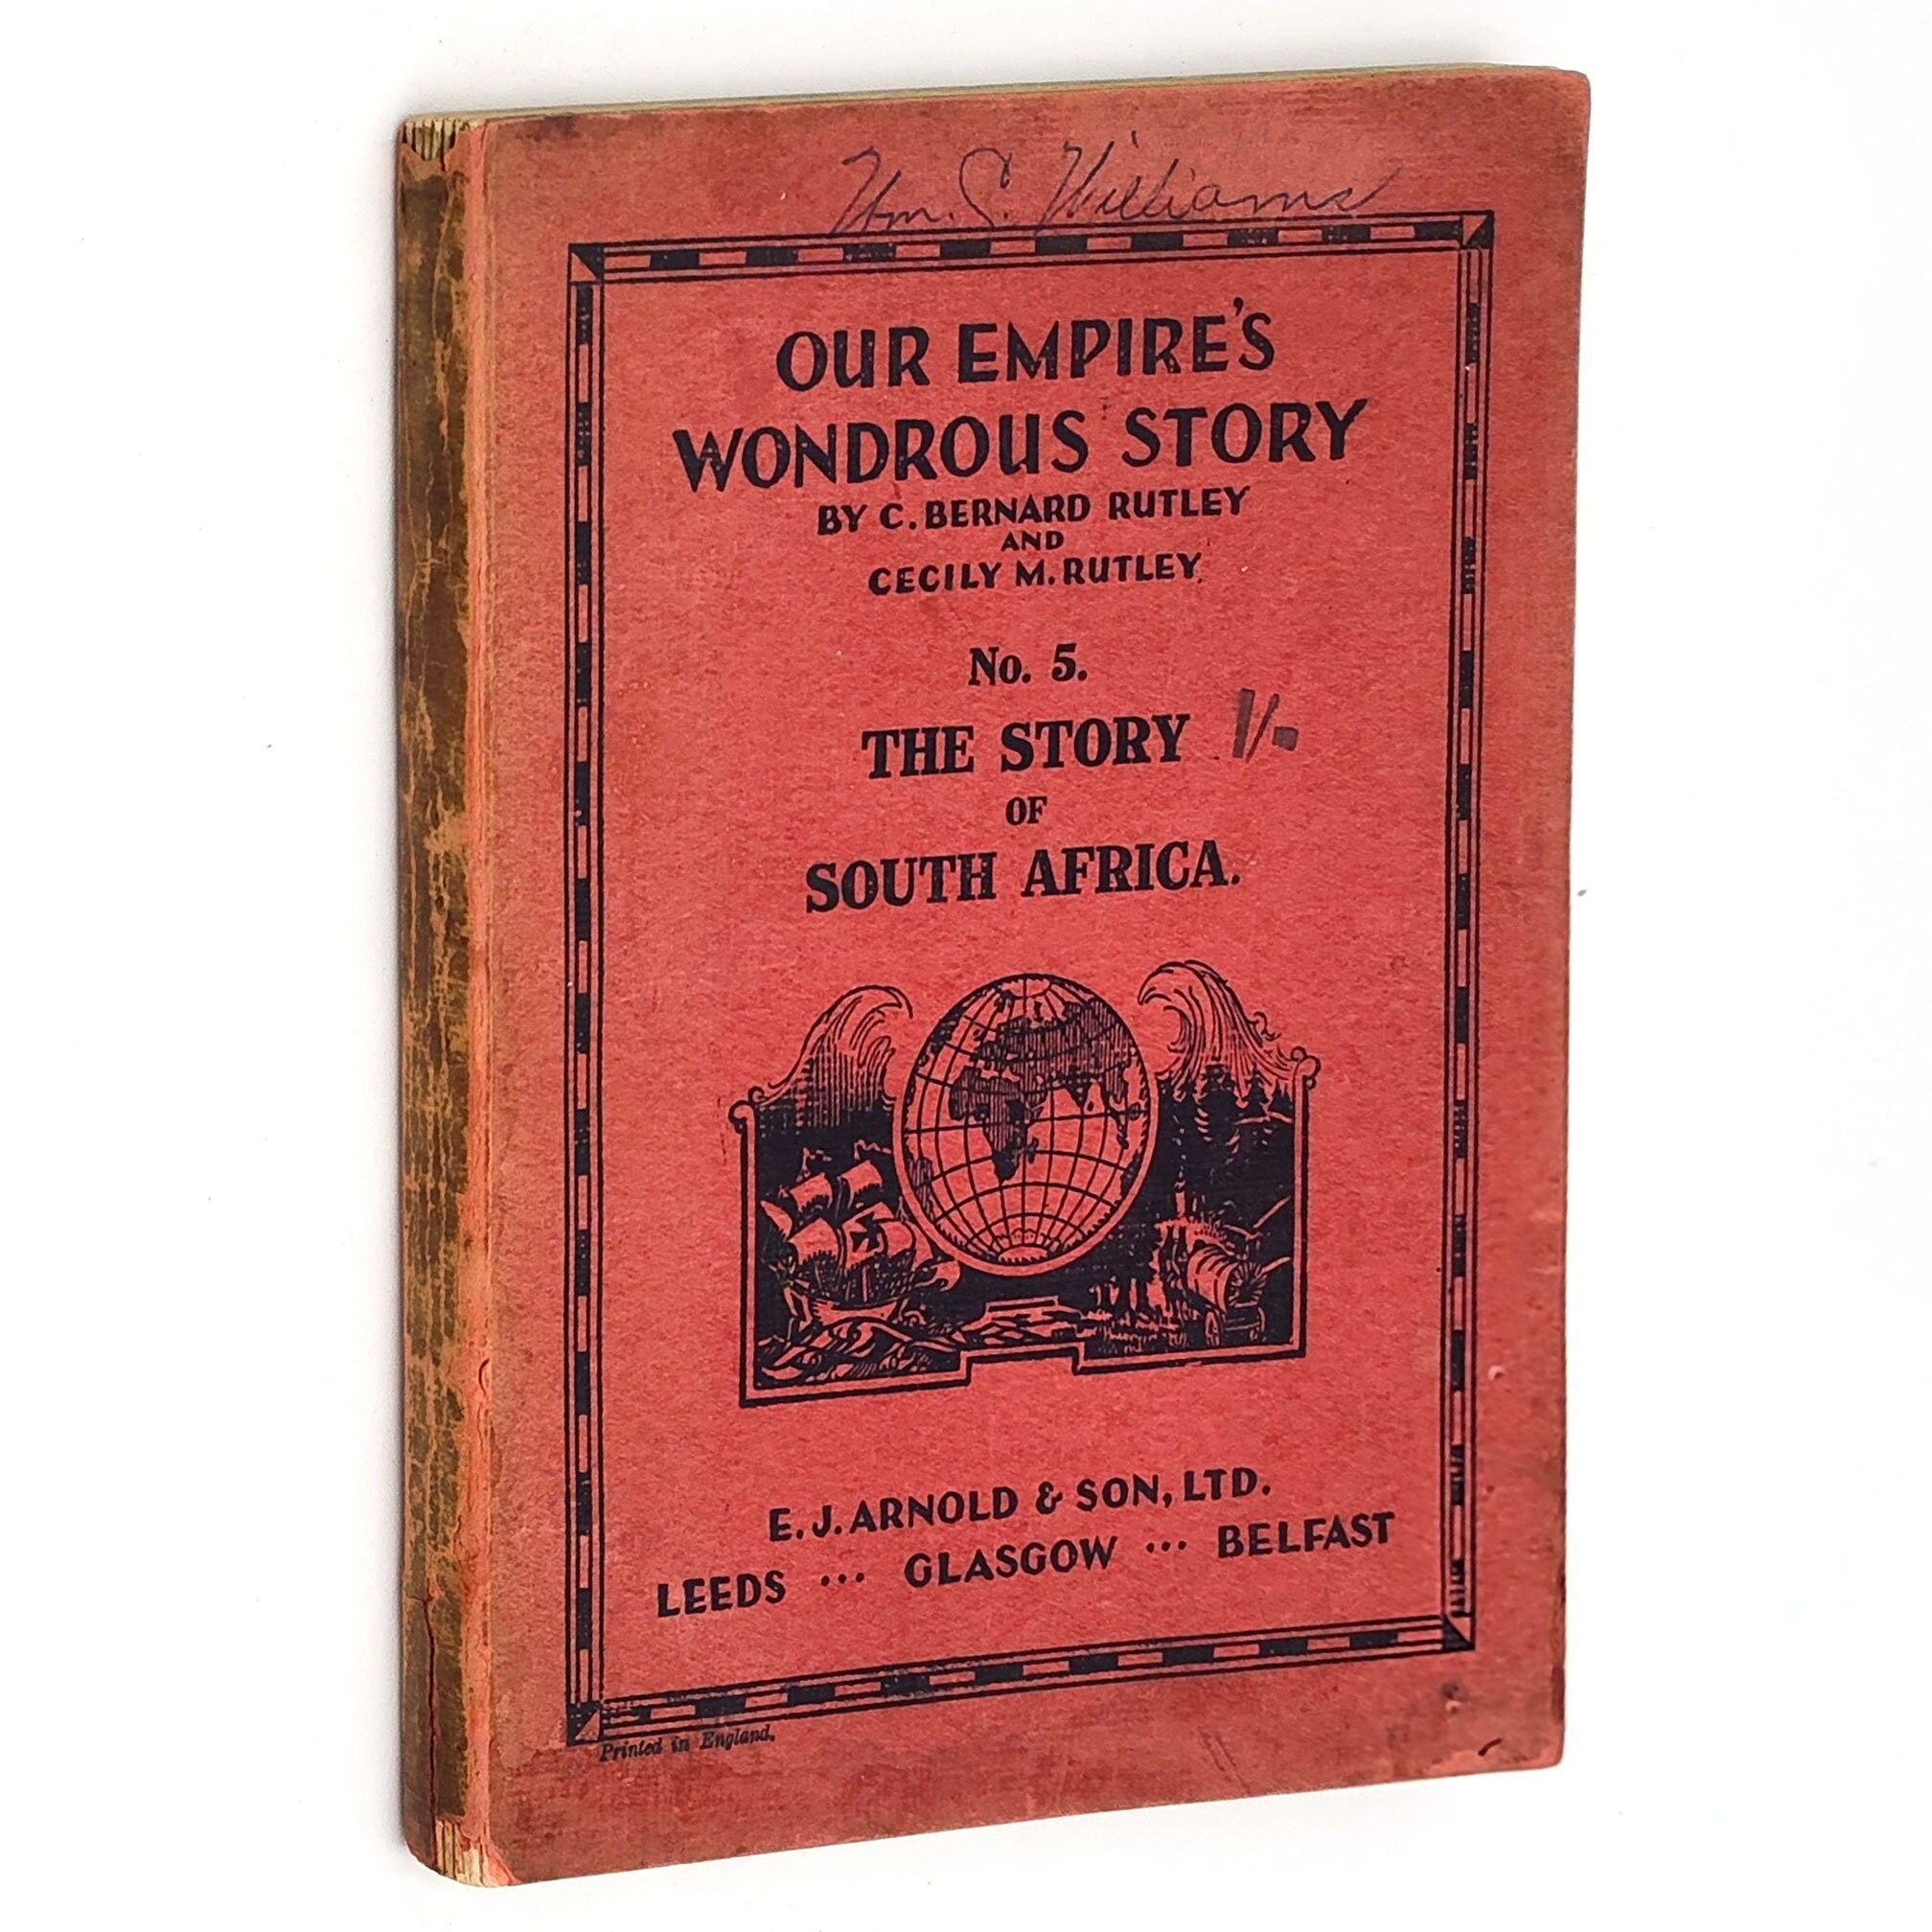 Wm. S. Williams
OUR EMPIRE'S
WONDROUS STORY
BY C. BERNARD RUTLEY
AND
CECILY M. RUTLEY
No. 5.
THE STORY 1/-
OF
SOUTH AFRICA.
E. J. ARNOLD & SON, LTD.
LEEDS ... GLASGOW ... BELFAST
Printed in England.